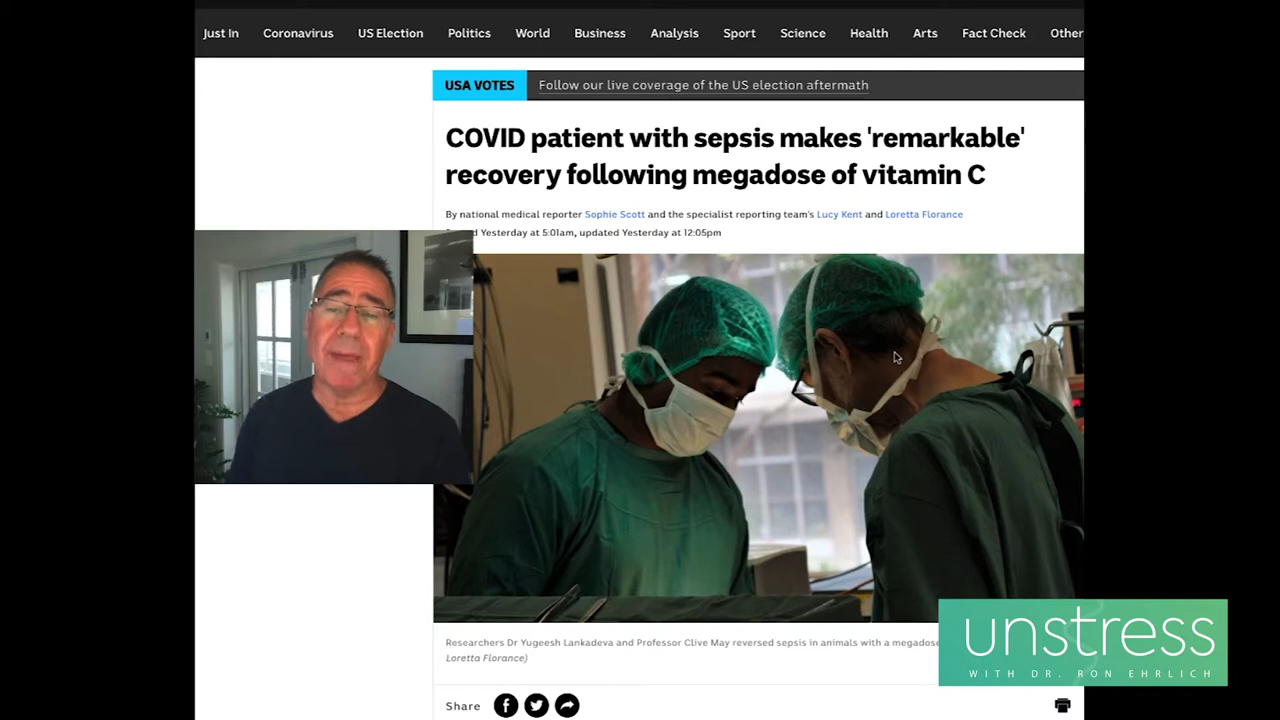 Just In Coronavirus US Election Politics World Business Analysis Sport Science Health Arts Fact Check Other
USA VOTES Follow our live coverage of the US election aftermath
COVID patient with sepsis makes 'remarkable'
recovery following megadose of vitamin C
By national medical reporter Sophie Scott and the specialist reporting team's Lucy Kent and Loretta Florance
Yesterday at 5:01am, updated Yesterday at 12:05pm
Researchers Dr Yugeesh Lankadeva and Professor Clive May reversed sepsis in animals with a megadose
Loretta Florance)
unstress
WITH DR. RON EHRLICH
Share